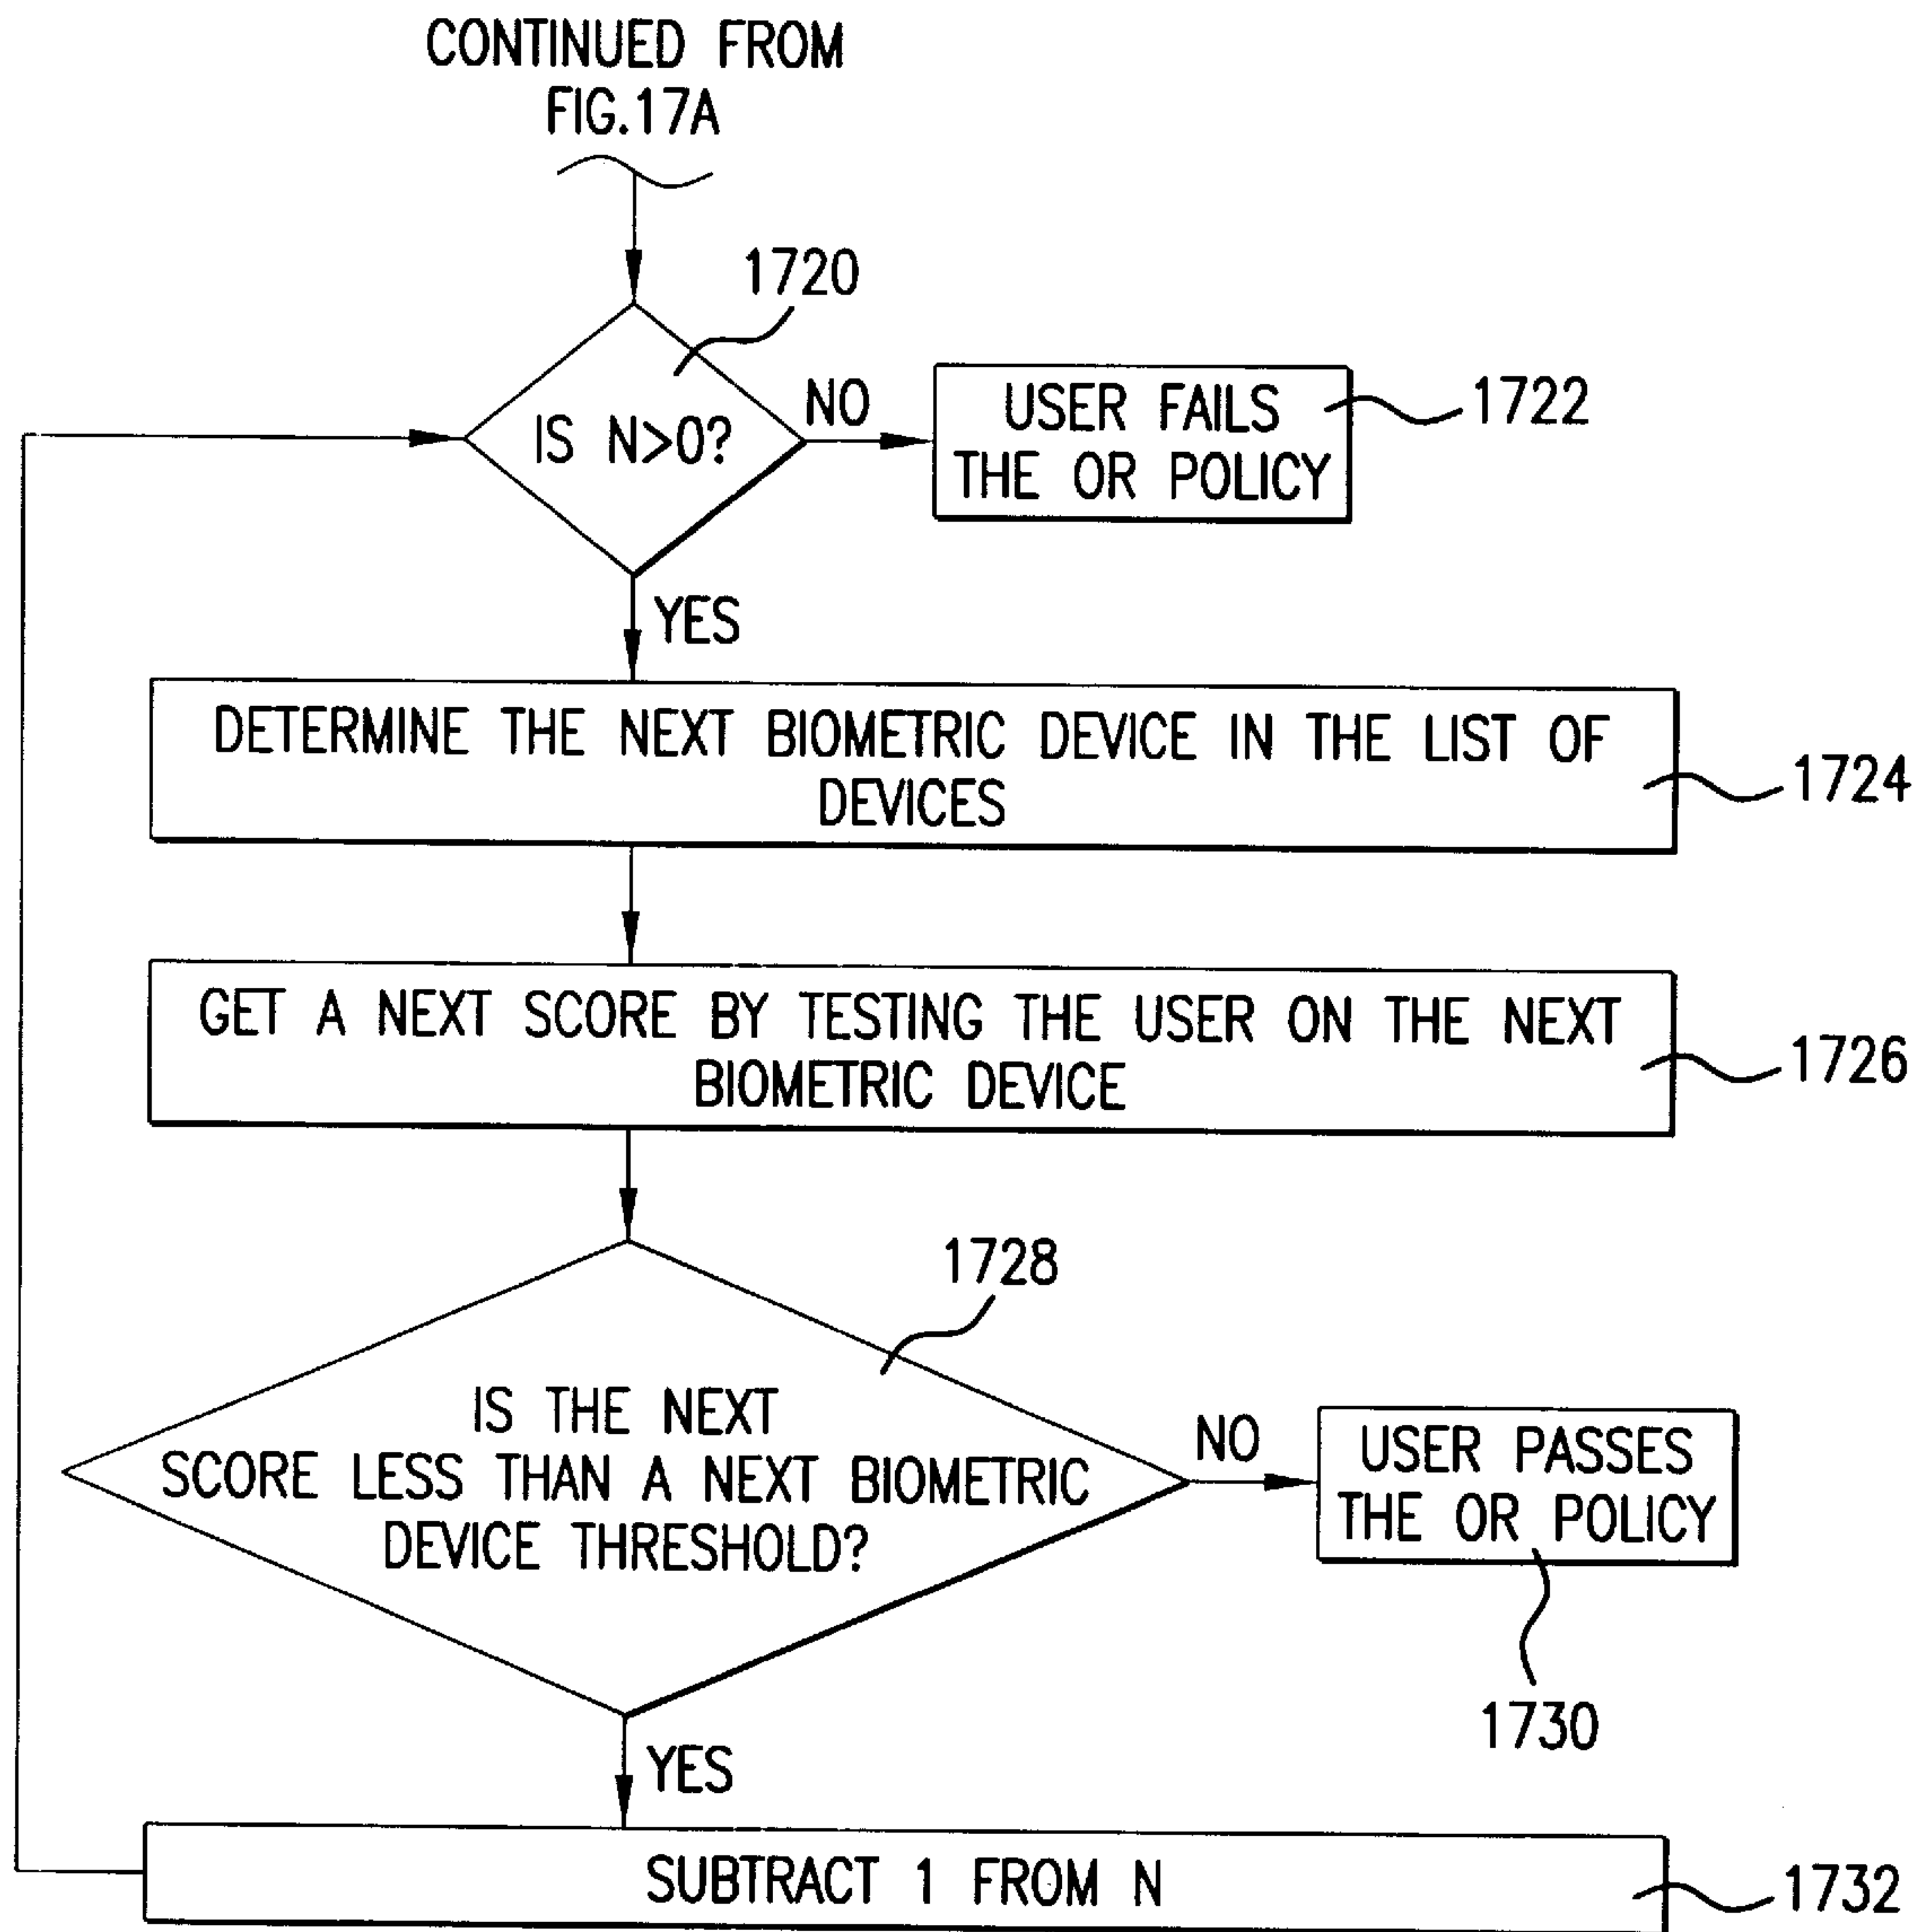 CONTINUED FROM
FIG.17A
1720
IS N>0?
NO
USER FAILS
THE OR POLICY
1722
YES
DETERMINE THE NEXT BIOMETRIC DEVICE IN THE LIST OF
DEVICES
1724
GET A NEXT SCORE BY TESTING THE USER ON THE NEXT
BIOMETRIC DEVICE
1726
1728
IS THE NEXT
SCORE LESS THAN A NEXT BIOMETRIC
DEVICE THRESHOLD?
NO
USER PASSES
THE OR POLICY
1730
YES
SUBTRACT 1 FROM N
1732